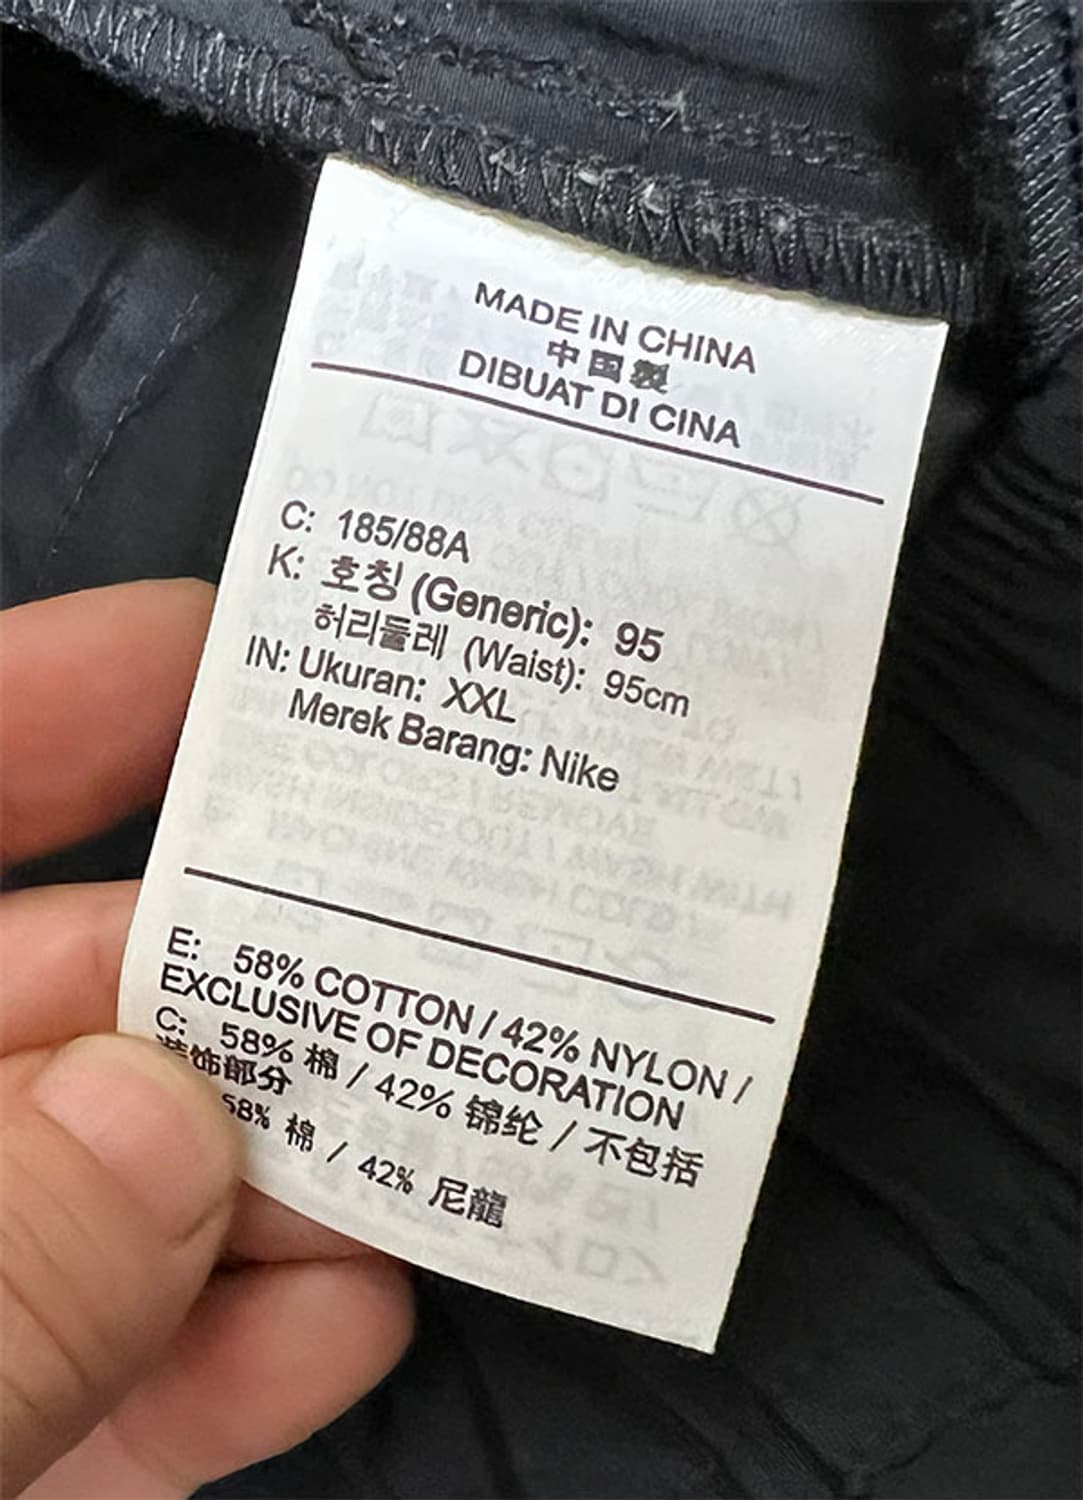 MADE IN CHINA
中国製
DIBUAT DI CINA
C: 185/88A
K: 호칭 (Generic): 95
허리둘레 (Waist): 95cm
IN: Ukuran: XXL
Merek Barang: Nike
E: 58% COTTON / 42% NYLON /
EXCLUSIVE OF DECORATION
C: 58% 棉 / 42% 锦纶 / 不包括
装饰部分
58% 棉 / 42% 尼龍